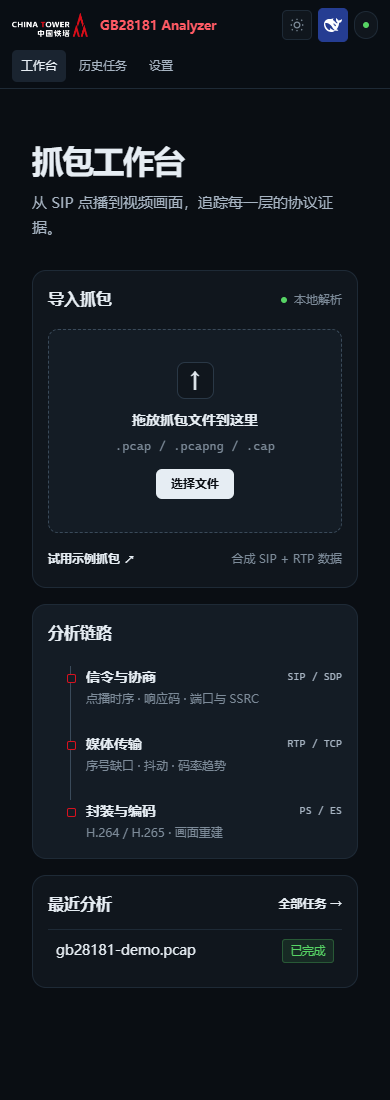 CHINA TOWER
中国铁塔
GB28181 Analyzer
工作台 历史任务 设置
抓包工作台
从 SIP 点播到视频画面，追踪每一层的协议证
据。
导入抓包 本地解析
↑
拖放抓包文件到这里
.pcap / .pcapng / .cap
选择文件
试用示例抓包 ↗ 合成 SIP + RTP 数据
分析链路
信令与协商 SIP / SDP
点播时序 · 响应码 · 端口与 SSRC
媒体传输 RTP / TCP
序号缺口 · 抖动 · 码率趋势
封装与编码 PS / ES
H.264 / H.265 · 画面重建
最近分析 全部任务 →
gb28181-demo.pcap 已完成